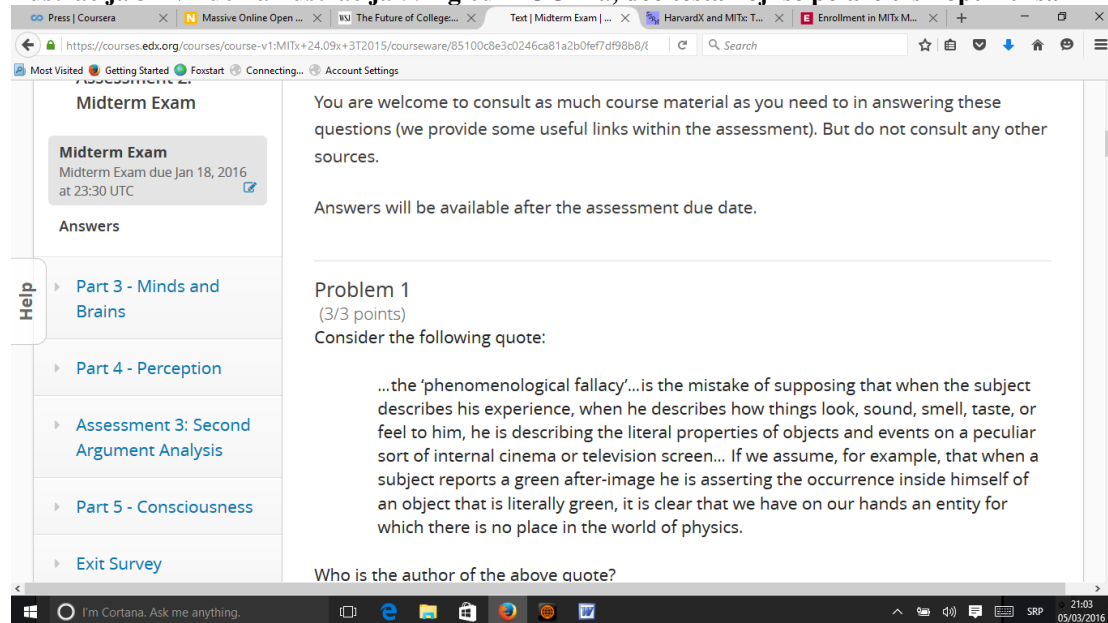 Press | Coursera
Massive Online Open ...
The Future of College:...
Text | Midterm Exam | ...
HarvardX and MITx: T...
Enrollment in MITx M...
https://courses.edx.org/courses/course-v1:MITx+24.09x+3T2015/courseware/85100c8e3c0246ca81a2b0fef7df98b8/
Search
Most Visited
Getting Started
Foxstart
Connecting...
Account Settings
Assessment 2:
Midterm Exam
Midterm Exam
Midterm Exam due Jan 18, 2016
at 23:30 UTC
Answers
Part 3 - Minds and
Brains
Part 4 - Perception
Assessment 3: Second
Argument Analysis
Part 5 - Consciousness
Exit Survey
Help
You are welcome to consult as much course material as you need to in answering these
questions (we provide some useful links within the assessment). But do not consult any other
sources.
Answers will be available after the assessment due date.
Problem 1
(3/3 points)
Consider the following quote:
...the ‘phenomenological fallacy’...is the mistake of supposing that when the subject
describes his experience, when he describes how things look, sound, smell, taste, or
feel to him, he is describing the literal properties of objects and events on a peculiar
sort of internal cinema or television screen... If we assume, for example, that when a
subject reports a green after-image he is asserting the occurrence inside himself of
an object that is literally green, it is clear that we have on our hands an entity for
which there is no place in the world of physics.
Who is the author of the above quote?
I'm Cortana. Ask me anything.
SRP
21:03
05/03/2016